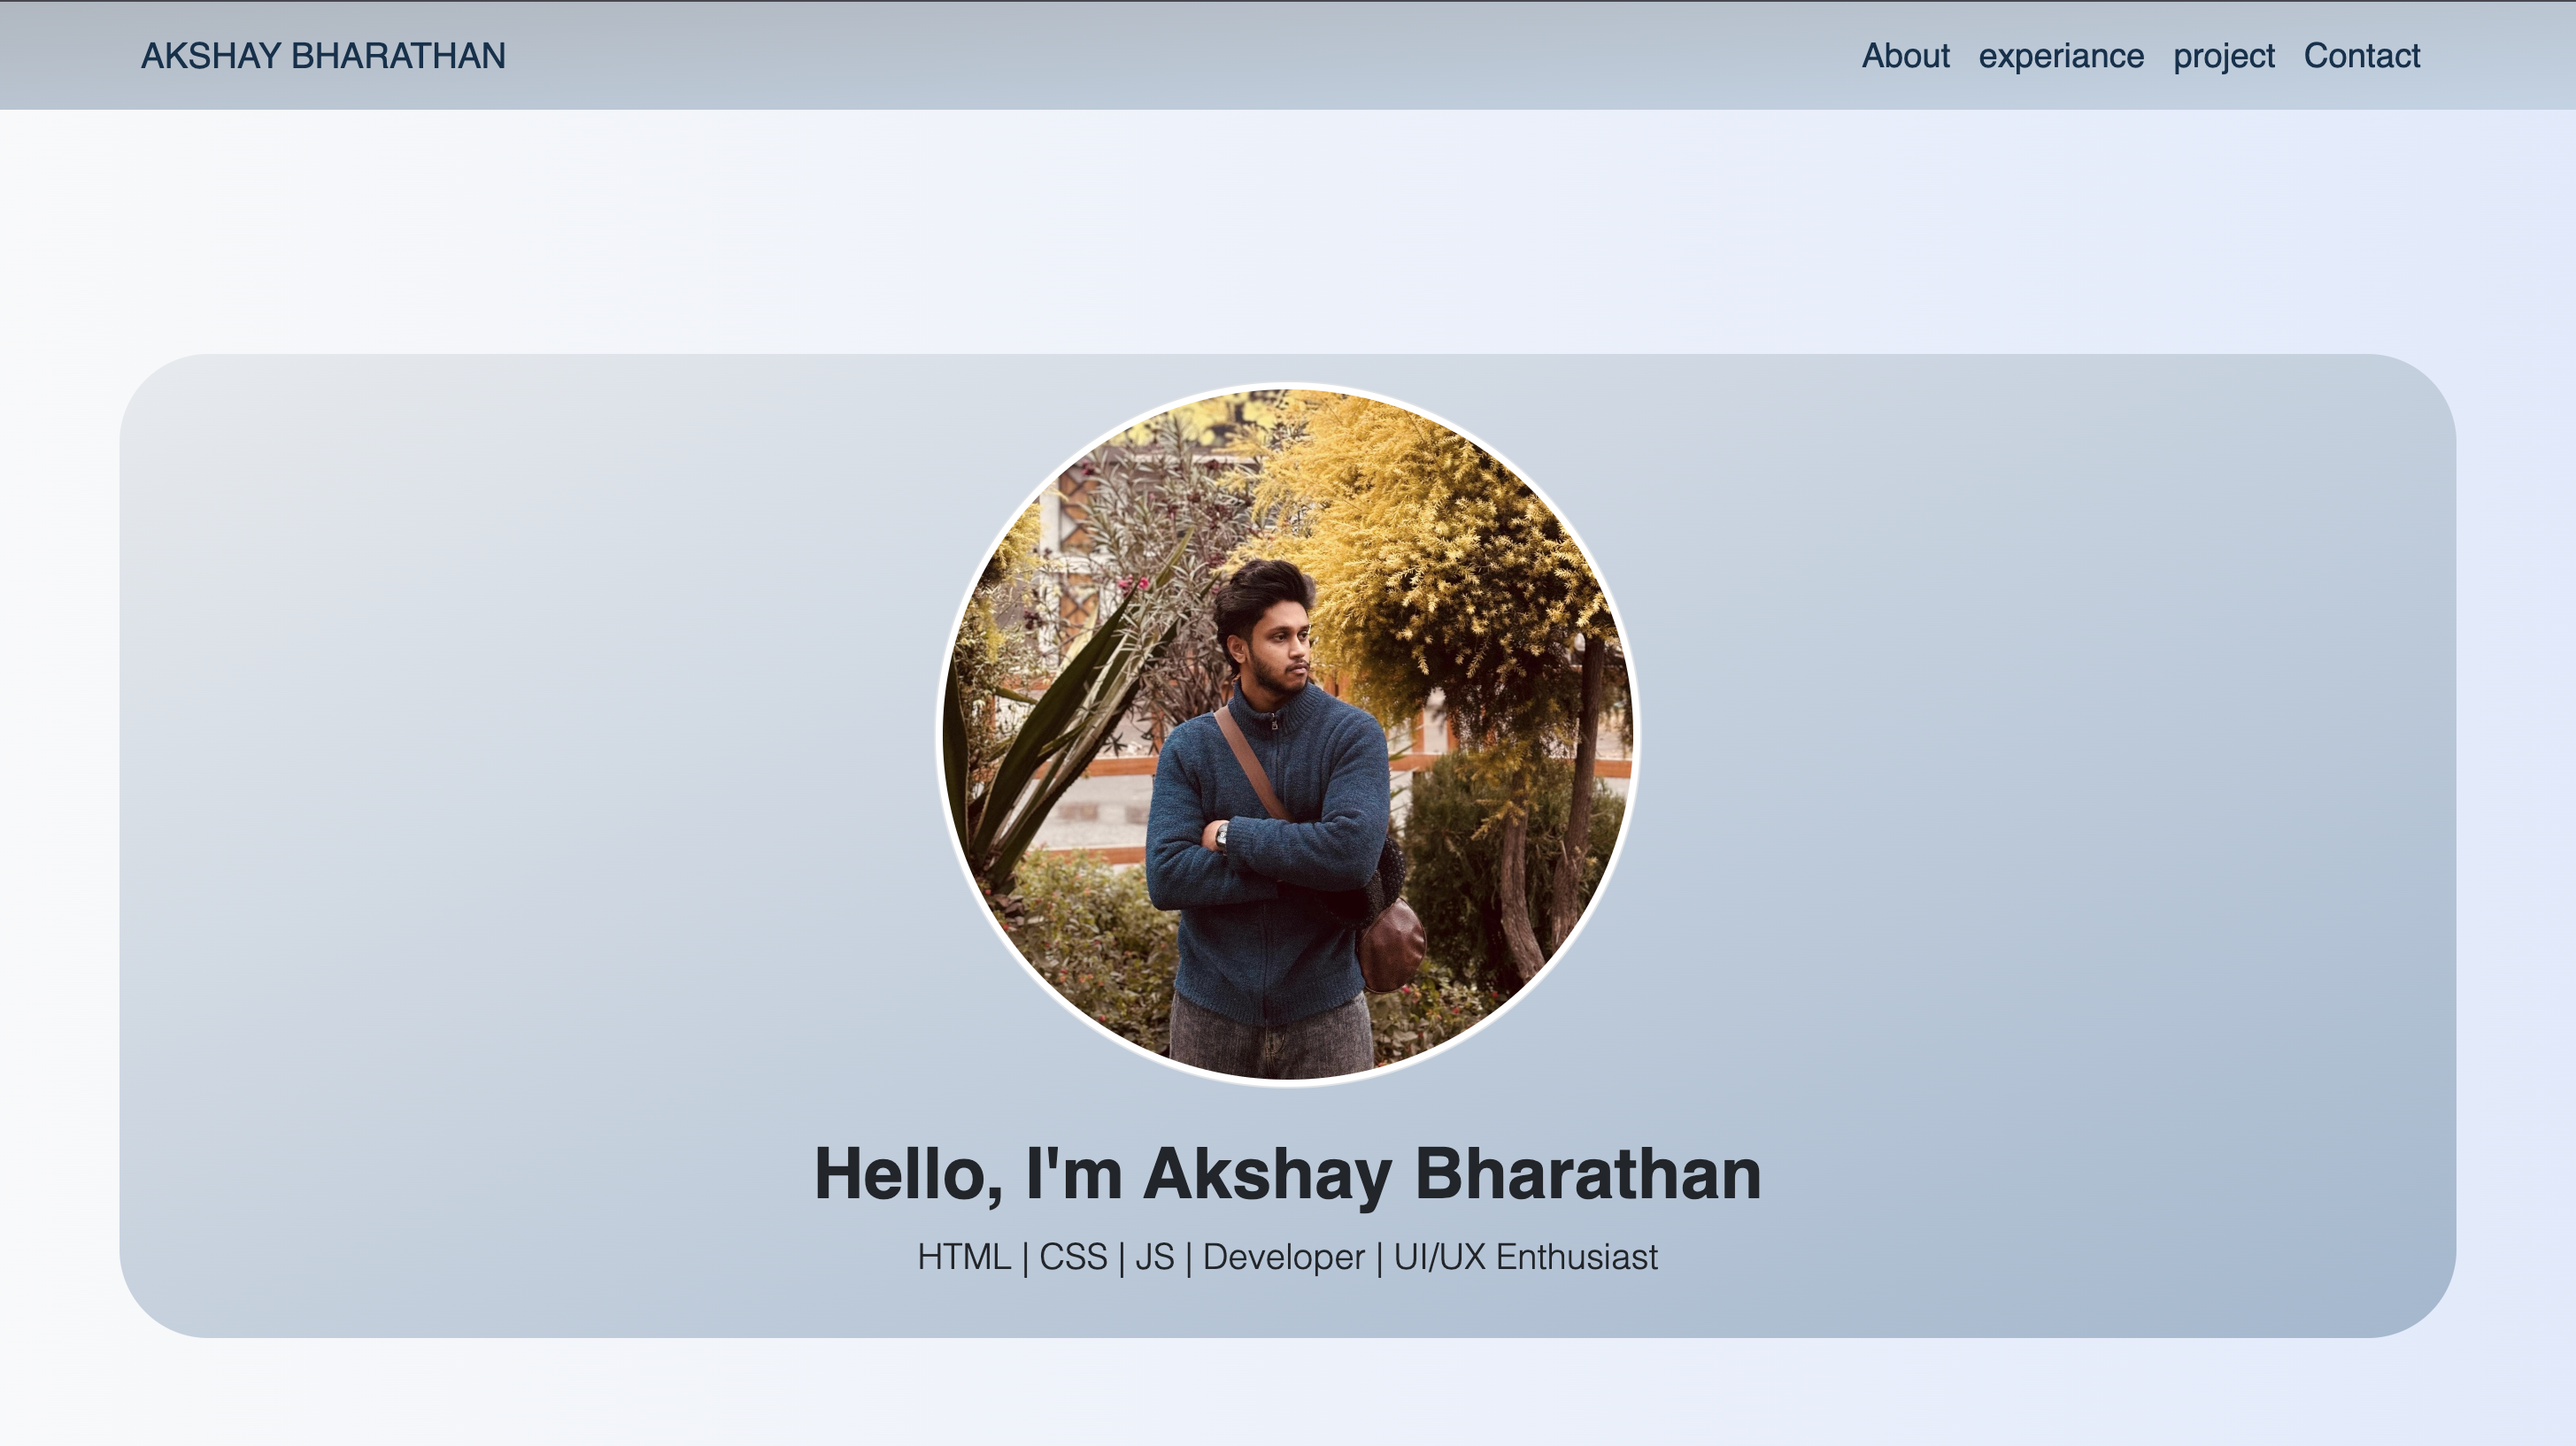 AKSHAY BHARATHAN
About experiance project Contact
Hello, I'm Akshay Bharathan
HTML | CSS | JS | Developer | UI/UX Enthusiast